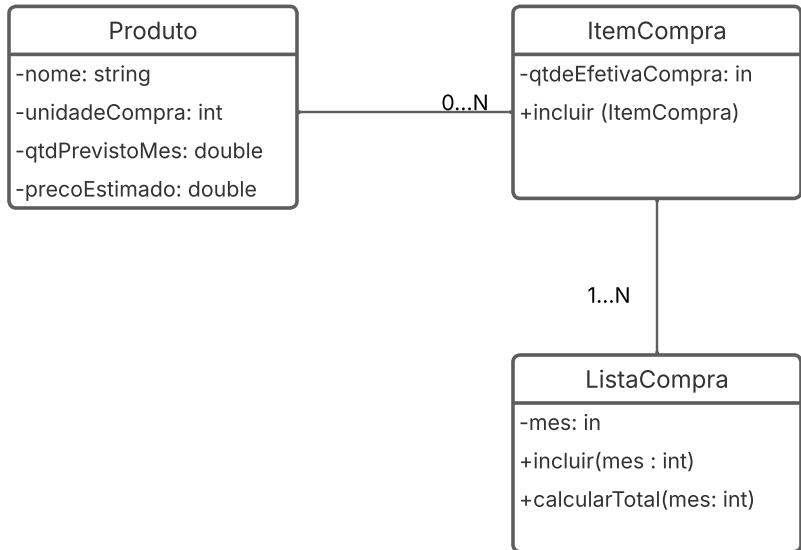 Produto
-nome: string
-unidadeCompra: int
-qtdPrevistoMes: double
-precoEstimado: double
0...N
ItemCompra
-qtdeEfetivaCompra: in
+incluir (ItemCompra)
1...N
ListaCompra
-mes: in
+incluir(mes : int)
+calcularTotal(mes: int)